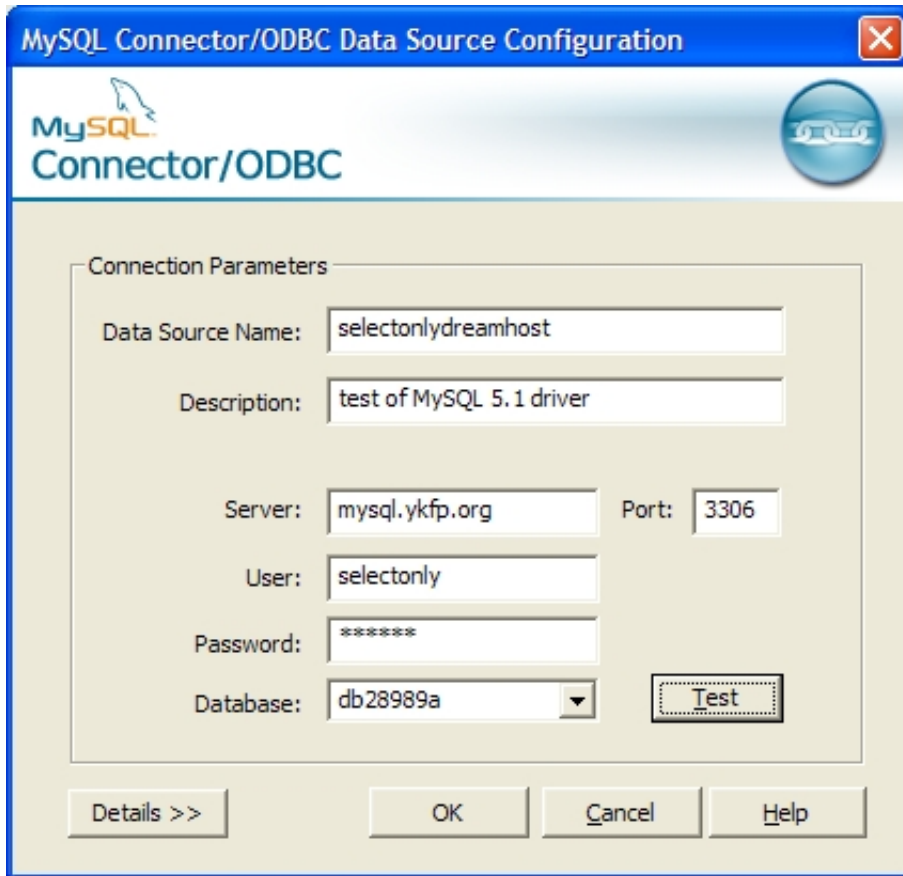 MySQL Connector/ODBC Data Source Configuration
MySQL
Connector/ODBC
Connection Parameters
Data Source Name: selectonlydreamhost
Description: test of MySQL 5.1 driver
Server: mysql.ykfp.org Port: 3306
User: selectonly
Password: ******
Database: db28989a Test
Details >> OK Cancel Help